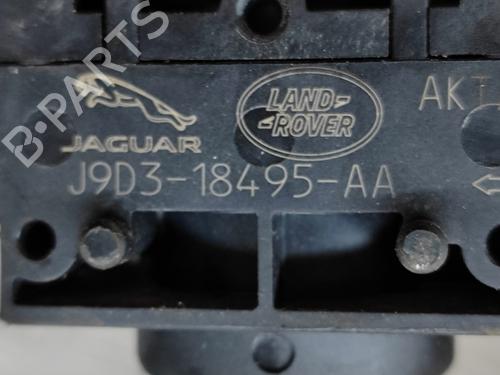 B-PARTS
LAND-
ROVER
AKT
JAGUAR
J9D3-18495-AA